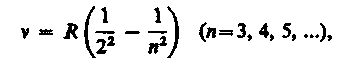 ν = R(1/2² − 1/n²) (n=3, 4, 5, ...),